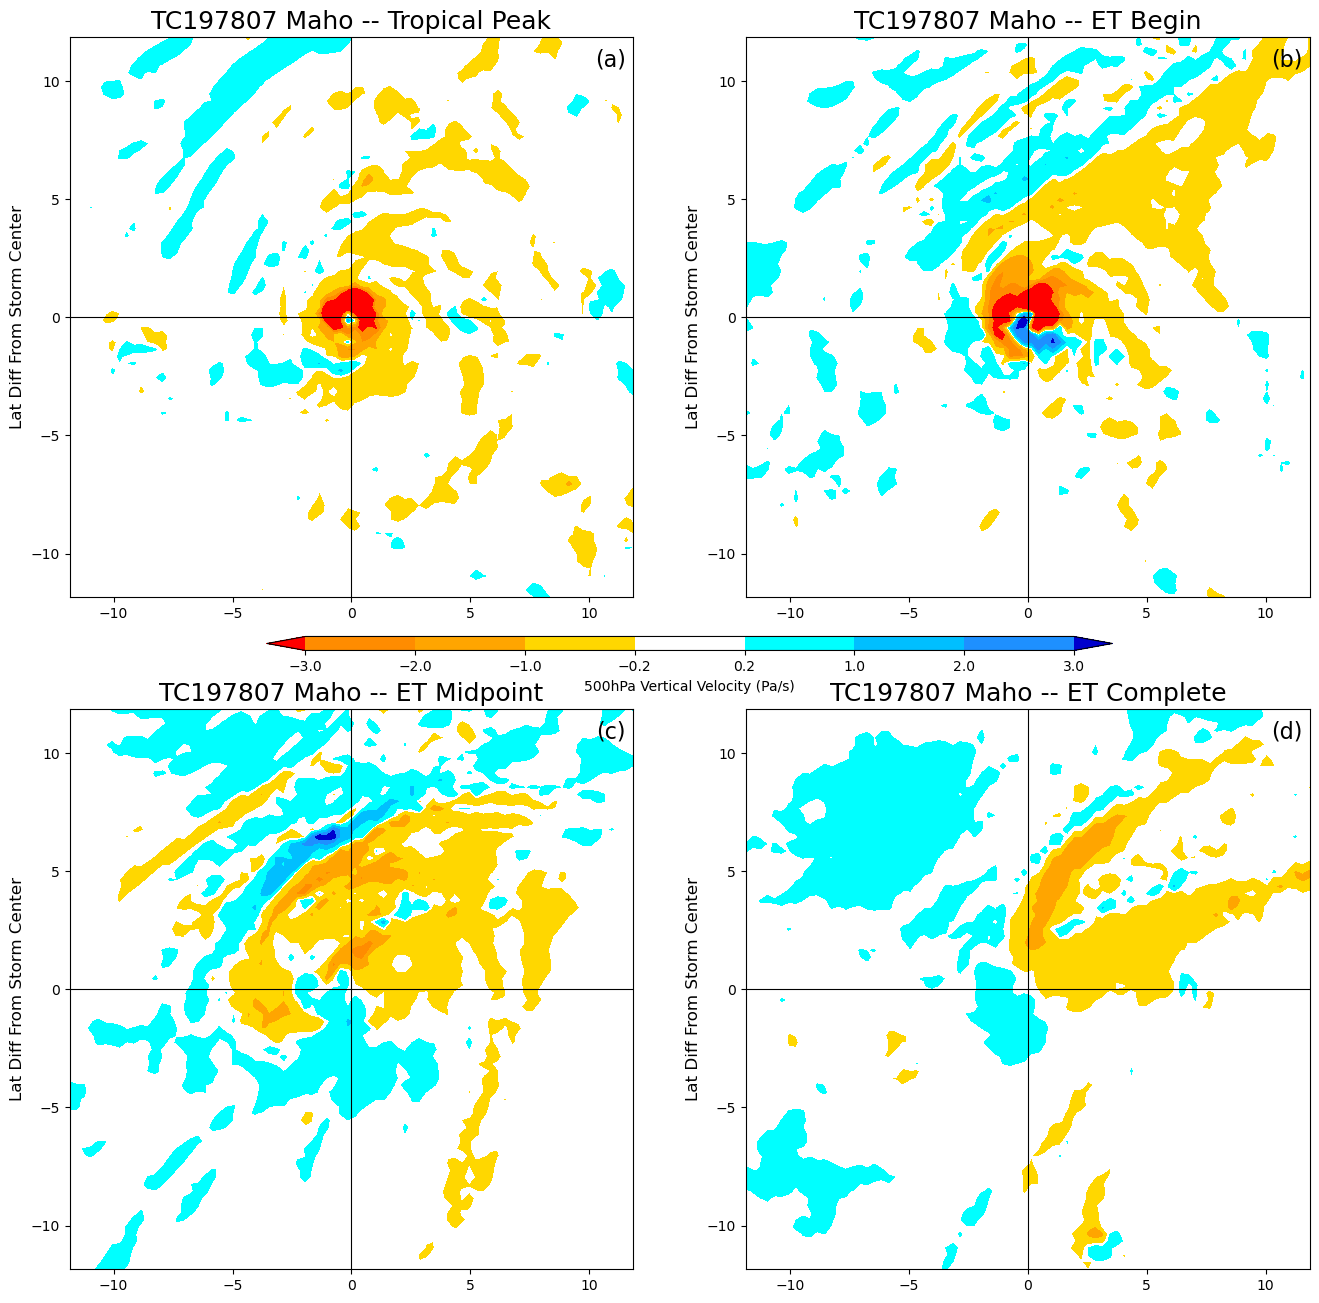 TC197807 Maho -- Tropical Peak
TC197807 Maho -- ET Begin
(a)
(b)
10
5
0
−5
−10
Lat Diff From Storm Center
−10 −5 0 5 10
10
5
0
−5
−10
Lat Diff From Storm Center
−10 −5 0 5 10
−3.0 −2.0 −1.0 −0.2 0.2 1.0 2.0 3.0
500hPa Vertical Velocity (Pa/s)
TC197807 Maho -- ET Midpoint
TC197807 Maho -- ET Complete
(c)
(d)
10
5
0
−5
−10
Lat Diff From Storm Center
−10 −5 0 5 10
10
5
0
−5
−10
Lat Diff From Storm Center
−10 −5 0 5 10